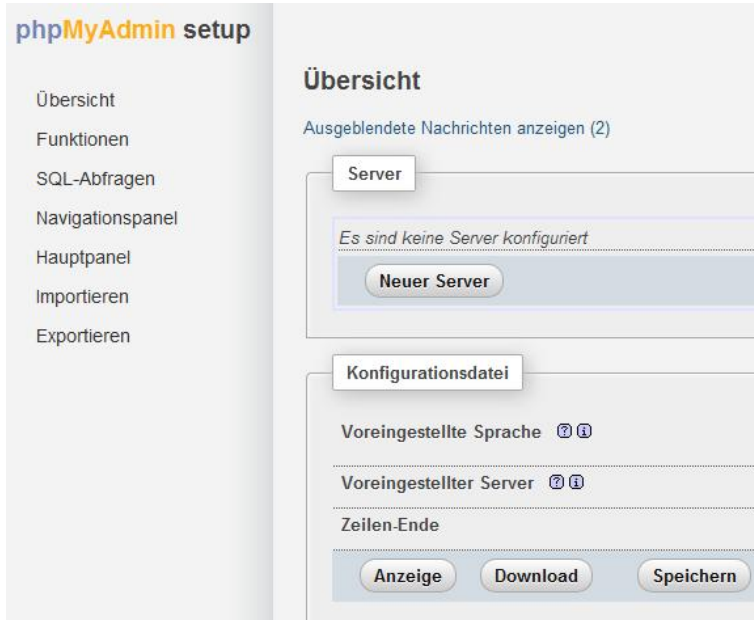 phpMyAdmin setup
Übersicht
Funktionen
SQL-Abfragen
Navigationspanel
Hauptpanel
Importieren
Exportieren
Übersicht
Ausgeblendete Nachrichten anzeigen (2)
Server
Es sind keine Server konfiguriert
Neuer Server
Konfigurationsdatei
Voreingestellte Sprache
Voreingestellter Server
Zeilen-Ende
Anzeige Download Speichern